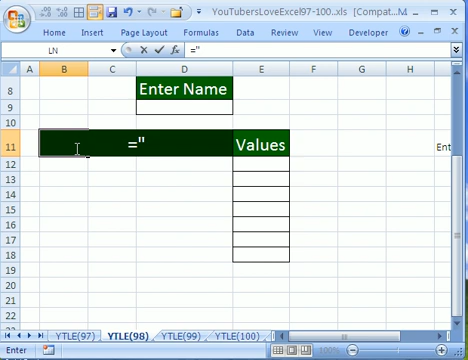 YouTubersLoveExcel97-100..xls [Compat...
Home Insert Page Layout Formulas Data Review View Developer
LN ="
A B C D E F G H
8 Enter Name
9
10
11 =" Values Ent
12
13
14
15
16
17
18
19
20
21
22
YTLE(97) YTLE(98) YTLE(99) YTLE(100)
Enter 100%